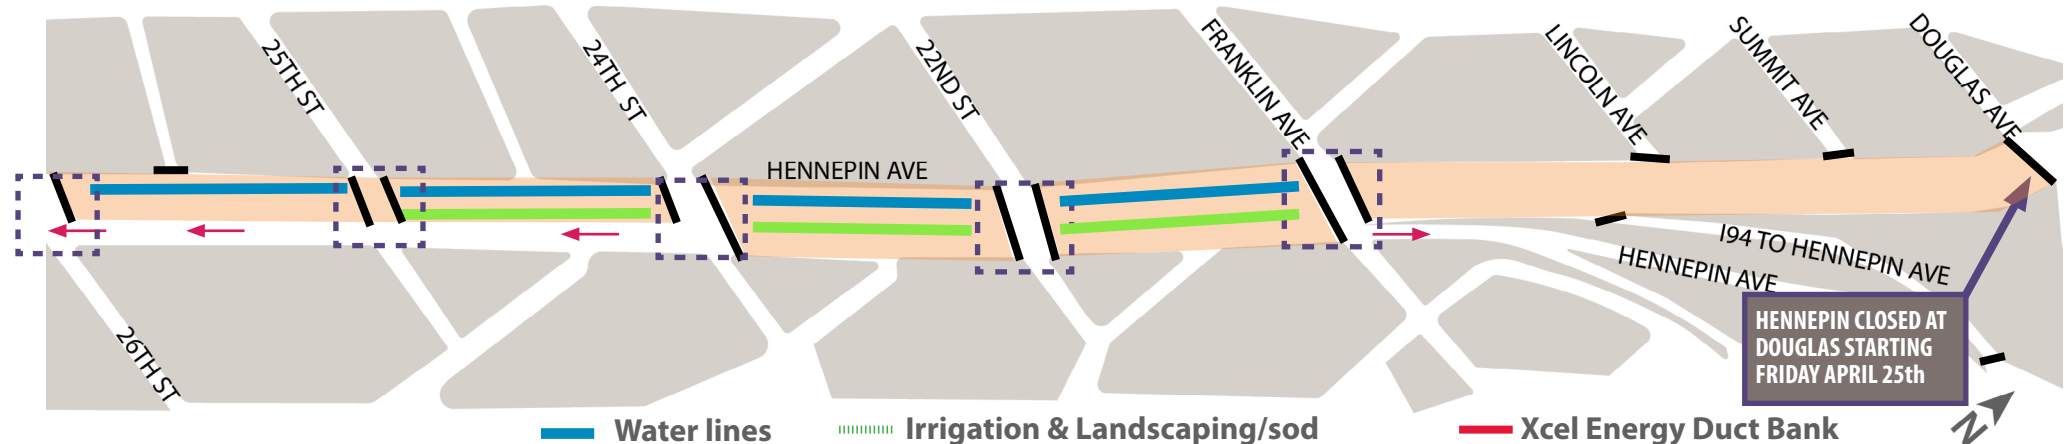 25TH ST
24TH ST
22ND ST
FRANKLIN AVE
LINCOLN AVE
SUMMIT AVE
DOUGLAS AVE
HENNEPIN AVE
I94 TO HENNEPIN AVE
HENNEPIN AVE
26TH ST
HENNEPIN CLOSED AT
DOUGLAS STARTING
FRIDAY APRIL 25th
N
Water lines
Irrigation & Landscaping/sod
Xcel Energy Duct Bank